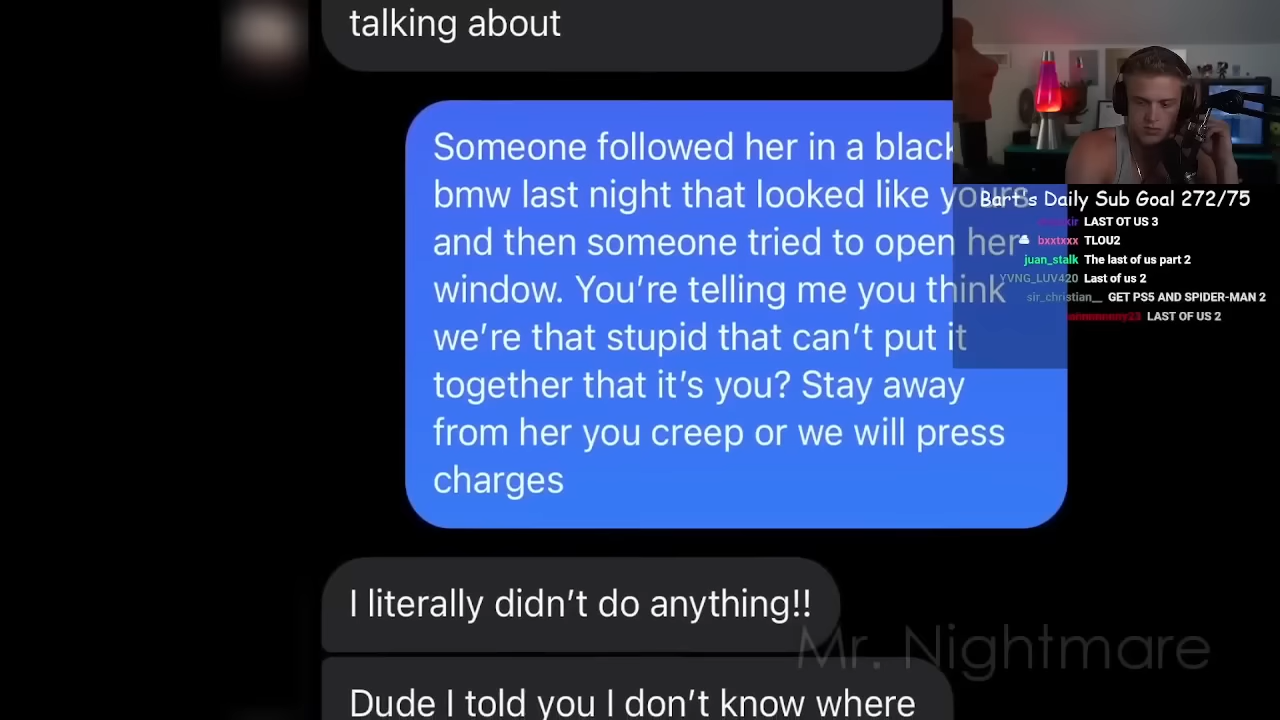 talking about
Someone followed her in a black
bmw last night that looked like yours
and then someone tried to open her
window. You’re telling me you think
we’re that stupid that can’t put it
together that it’s you? Stay away
from her you creep or we will press
charges
I literally didn’t do anything!!
Dude I told you I don’t know where
Mr. Nightmare
Bart's Daily Sub Goal 272/75
LAST OT US 3
bxxtxxx TLOU2
juan_stalk The last of us part 2
YVNG_LUV420 Last of us 2
sir_christian__ GET PS5 AND SPIDER-MAN 2
LAST OF US 2